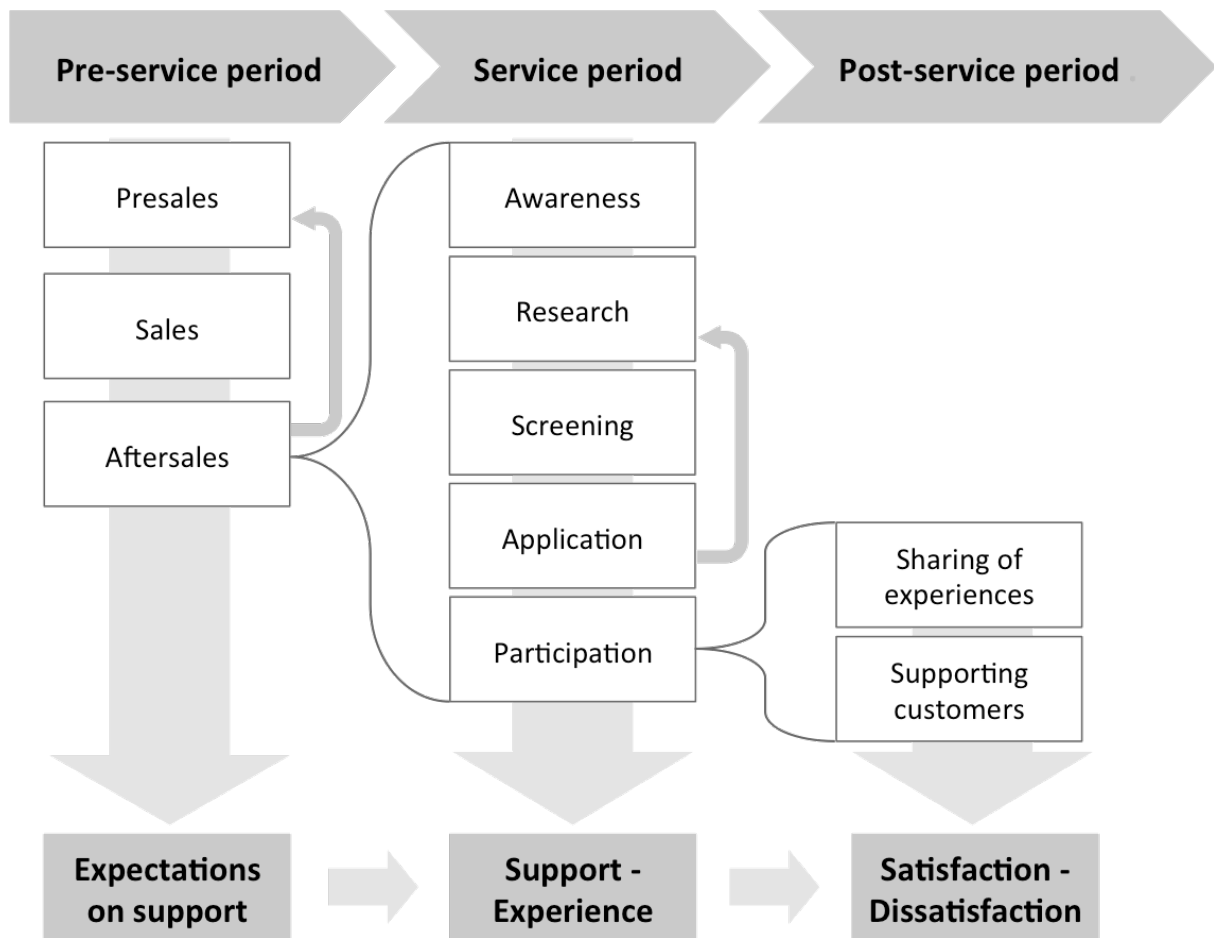 Pre-service period
Service period
Post-service period
Presales
Sales
Aftersales
Awareness
Research
Screening
Application
Participation
Sharing of
experiences
Supporting
customers
Expectations
on support
Support -
Experience
Satisfaction -
Dissatisfaction